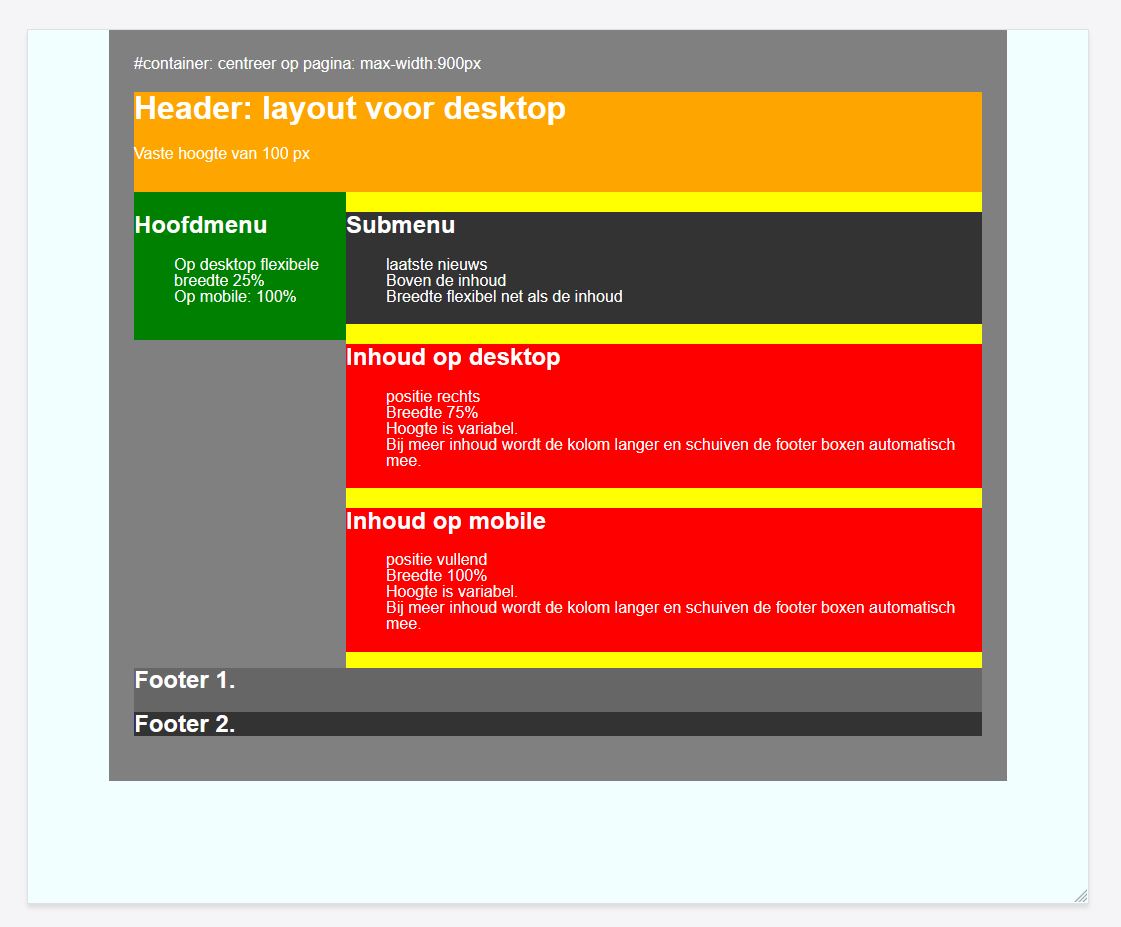 #container: centreer op pagina: max-width:900px
Header: layout voor desktop
Vaste hoogte van 100 px
Hoofdmenu
Op desktop flexibele
breedte 25%
Op mobile: 100%
Submenu
laatste nieuws
Boven de inhoud
Breedte flexibel net als de inhoud
Inhoud op desktop
positie rechts
Breedte 75%
Hoogte is variabel.
Bij meer inhoud wordt de kolom langer en schuiven de footer boxen automatisch
mee.
Inhoud op mobile
positie vullend
Breedte 100%
Hoogte is variabel.
Bij meer inhoud wordt de kolom langer en schuiven de footer boxen automatisch
mee.
Footer 1.
Footer 2.